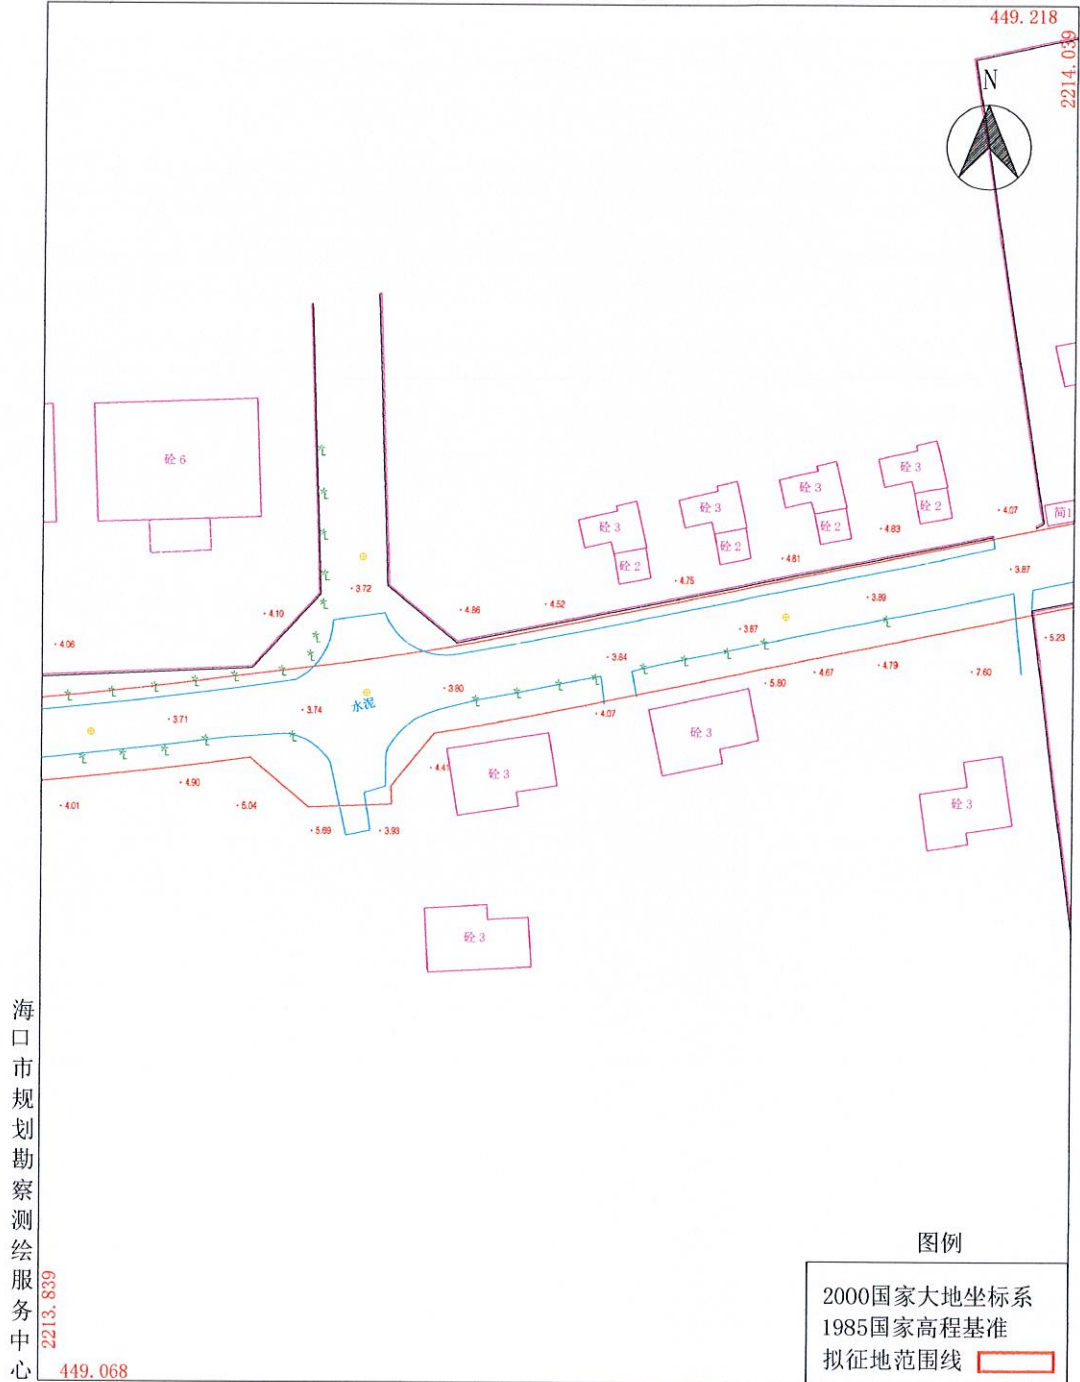 449.218
2214.039
N
砼6
砼3
砼2
砼3
砼2
砼3
砼2
砼3
砼2
简1
4.07
4.83
4.81
4.75
4.52
4.86
3.72
4.10
4.06
3.87
3.89
3.87
3.84
5.23
7.60
4.79
4.67
5.80
4.07
3.80
3.74
水泥
3.71
4.90
5.04
4.01
5.69
3.93
4.41
砼3
砼3
砼3
砼3
海口市规划勘察测绘服务中心
2213.839
449.068
图例
2000国家大地坐标系
1985国家高程基准
拟征地范围线